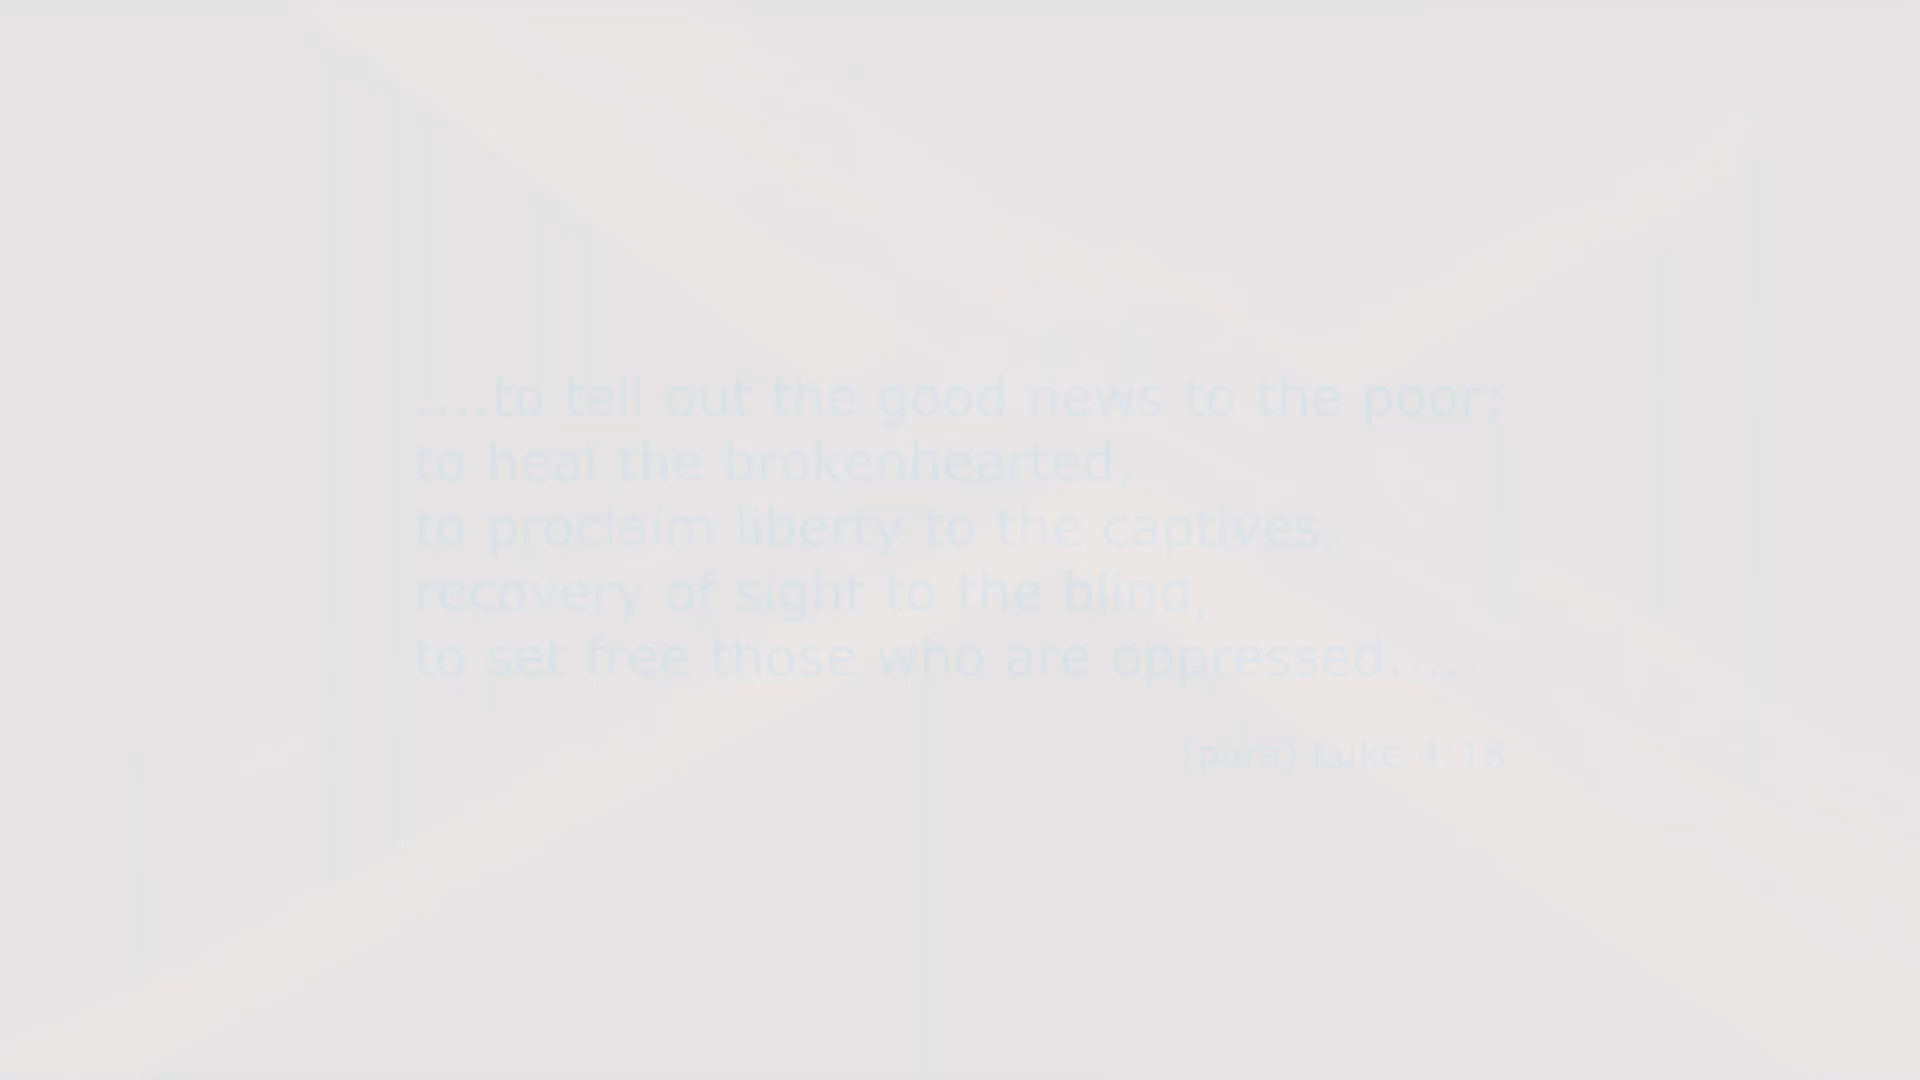 ....to tell out the good news to the poor;
to heal the brokenhearted,
to proclaim liberty to the captives,
recovery of sight to the blind,
to set free those who are oppressed.....
(para) Luke 4:18